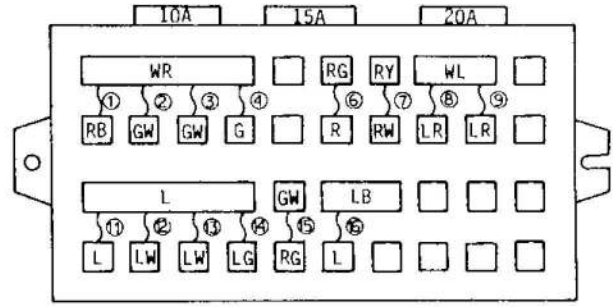 10A 15A 20A
WR RG RY WL
① ② ③ ④ ⑥ ⑦ ⑧ ⑨
RB GW GW G R RW LR LR
L GW LB
⑪ ⑫ ⑬ ⑭ ⑮ ⑯
L LW LW LG RG L